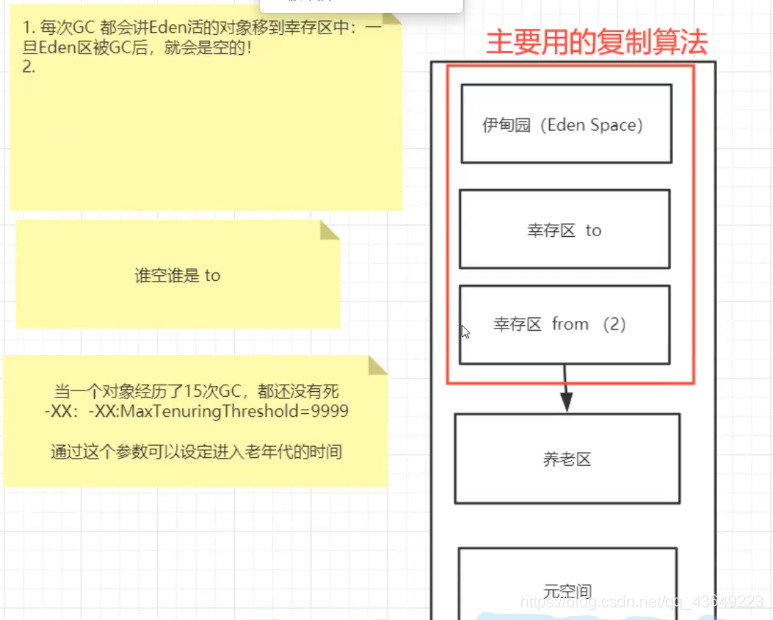 1. 每次GC 都会讲Eden活的对象移到幸存区中：一
旦Eden区被GC后，就会是空的！
2.
谁空谁是 to
当一个对象经历了15次GC，都还没有死
-XX：-XX:MaxTenuringThreshold=9999
通过这个参数可以设定进入老年代的时间
主要用的复制算法
伊甸园（Eden Space）
幸存区 to
幸存区 from （2）
养老区
元空间
https://blog.csdn.net/qq_43649223